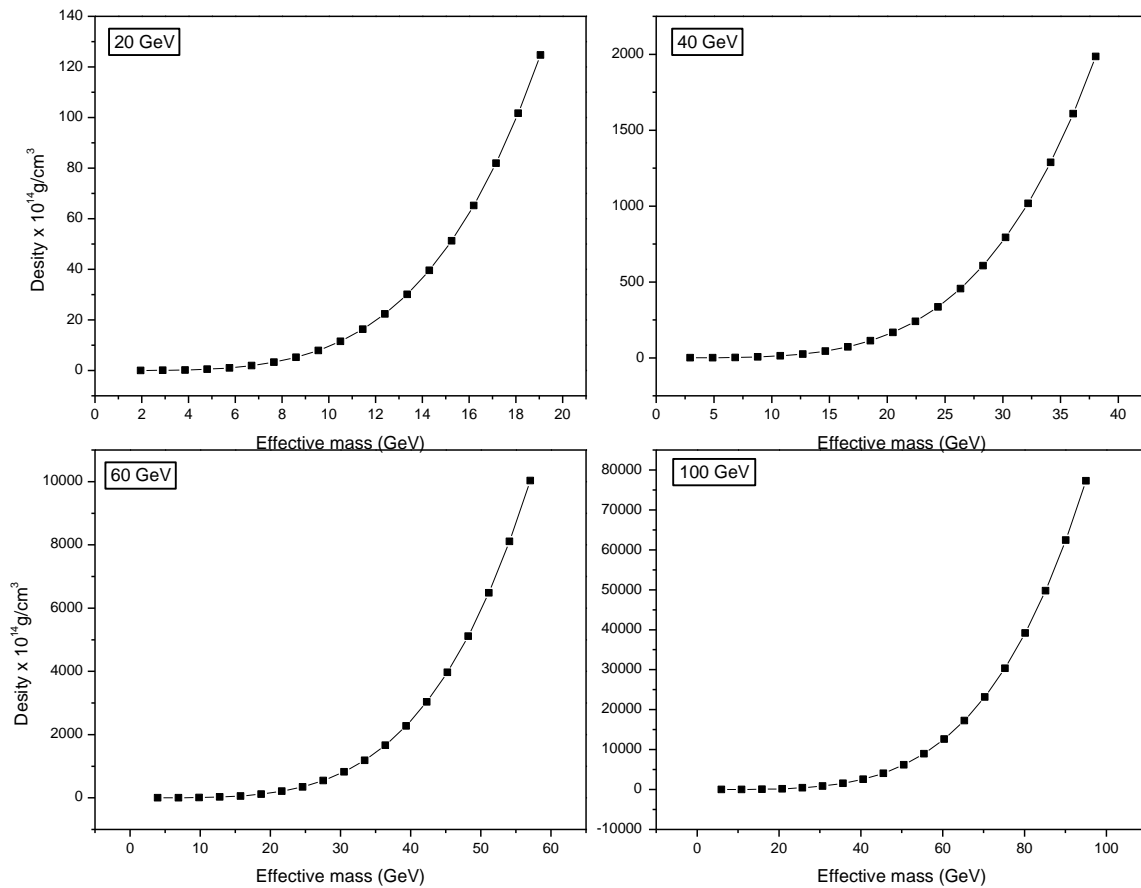 20 GeV
140
120
100
80
60
40
20
0
Desity x 10¹⁴g/cm³
0 2 4 6 8 10 12 14 16 18 20
Effective mass (GeV)
40 GeV
2000
1500
1000
500
0
0 5 10 15 20 25 30 35 40
Effective mass (GeV)
60 GeV
10000
8000
6000
4000
2000
0
Desity x 10¹⁴g/cm³
0 10 20 30 40 50 60
Effective mass (GeV)
100 GeV
80000
70000
60000
50000
40000
30000
20000
10000
0
-10000
0 20 40 60 80 100
Effective mass (GeV)